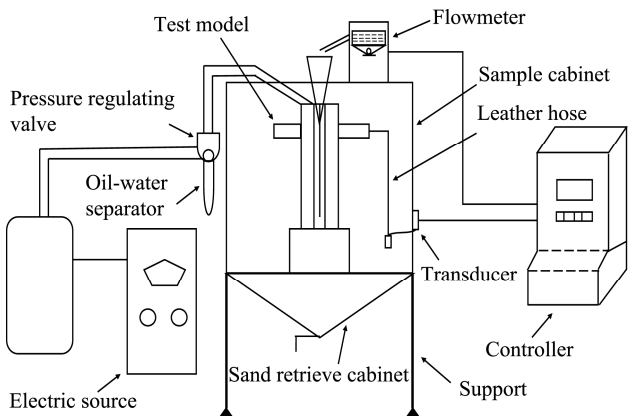 Flowmeter
Test model
Sample cabinet
Pressure regulating
valve
Leather hose
Oil-water
separator
Transducer
Controller
Sand retrieve cabinet
Support
Electric source